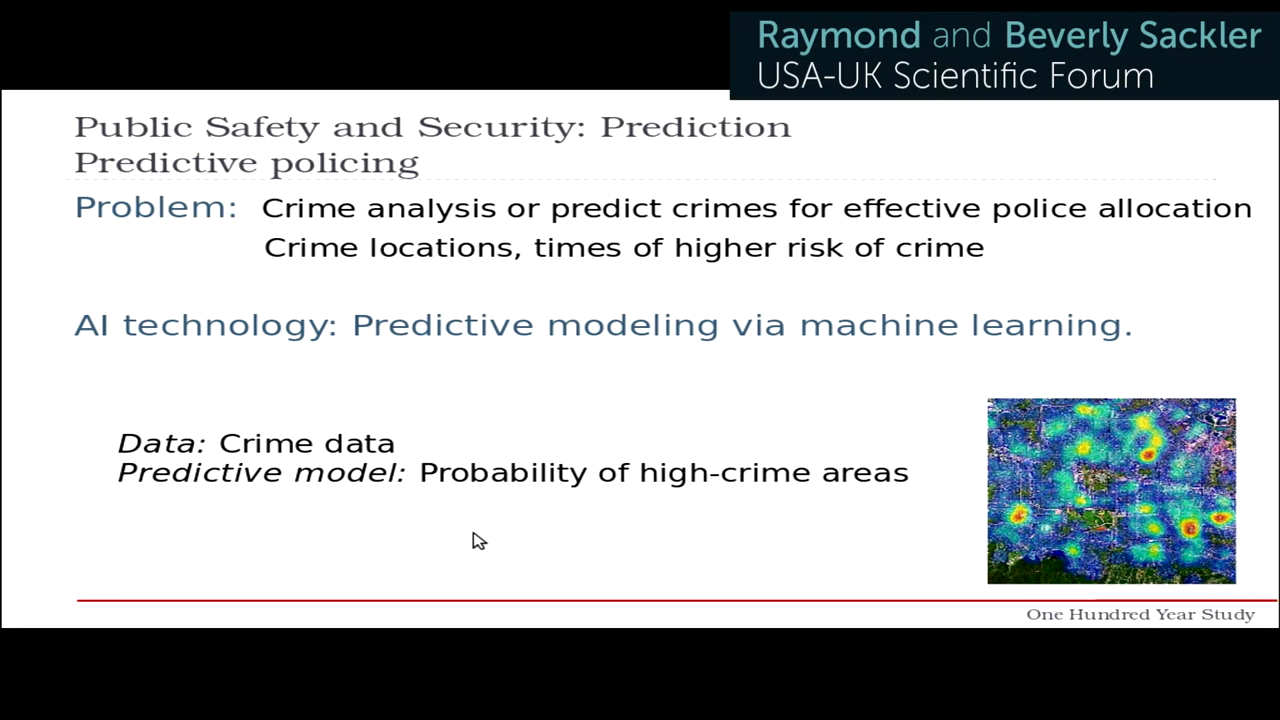 Raymond and Beverly Sackler
USA-UK Scientific Forum
Public Safety and Security: Prediction
Predictive policing
Problem: Crime analysis or predict crimes for effective police allocation
Crime locations, times of higher risk of crime
AI technology: Predictive modeling via machine learning.
Data: Crime data
Predictive model: Probability of high-crime areas
One Hundred Year Study